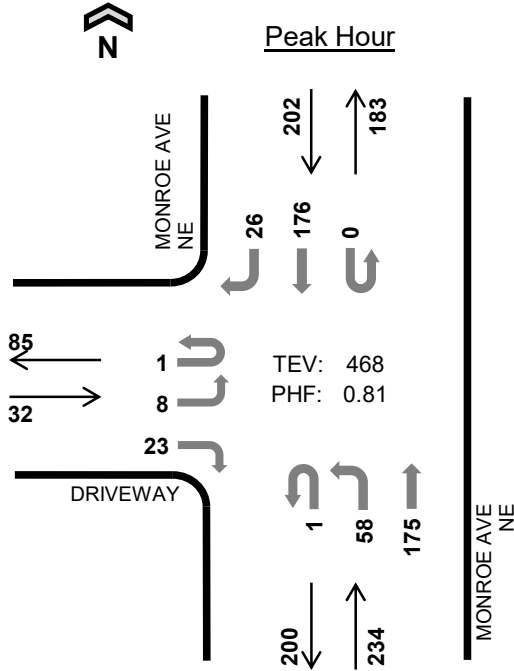 N
Peak Hour
MONROE AVE
NE
202
183
26
176
0
85
1
TEV: 468
8
PHF: 0.81
32
23
DRIVEWAY
1
58
175
MONROE AVE
NE
200
234